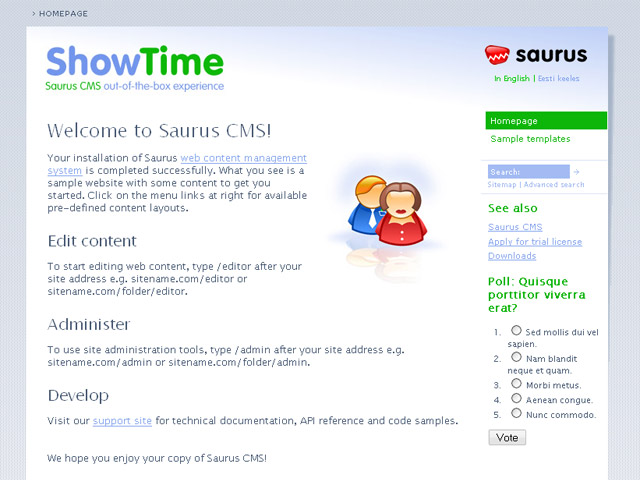 > HOMEPAGE
ShowTime
Saurus CMS out-of-the-box experience
saurus
In English | Eesti keeles
Welcome to Saurus CMS!
Your installation of Saurus web content management
system is completed successfully. What you see is a
sample website with some content to get you
started. Click on the menu links at right for available
pre-defined content layouts.
Edit content
To start editing web content, type /editor after your
site address e.g. sitename.com/editor or
sitename.com/folder/editor.
Administer
To use site administration tools, type /admin after your site address e.g.
sitename.com/admin or sitename.com/folder/admin.
Develop
Visit our support site for technical documentation, API reference and code samples.
We hope you enjoy your copy of Saurus CMS!
Homepage
Sample templates
Search:
Sitemap | Advanced search
See also
Saurus CMS
Apply for trial license
Downloads
Poll: Quisque
porttitor viverra
erat?
1. Sed mollis dui vel
sapien.
2. Nam blandit
neque et quam.
3. Morbi metus.
4. Aenean congue.
5. Nunc commodo.
Vote